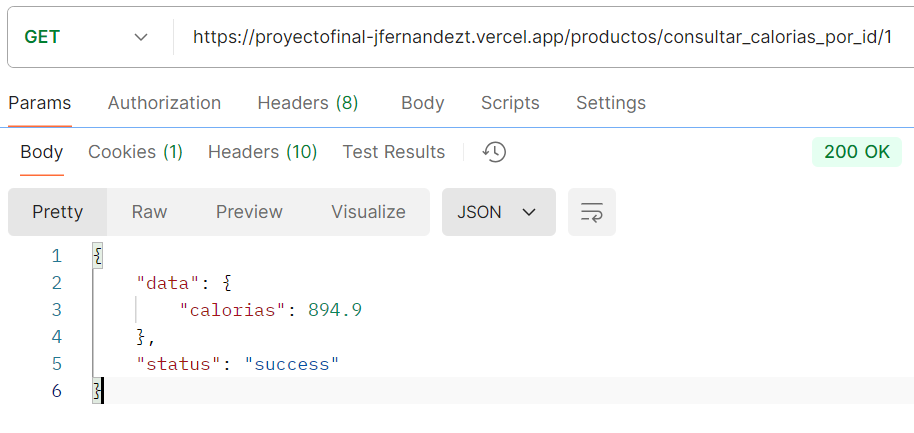 GET https://proyectofinal-jfernandezt.vercel.app/productos/consultar_calorias_por_id/1
Params Authorization Headers (8) Body Scripts Settings
Body Cookies (1) Headers (10) Test Results 200 OK
Pretty Raw Preview Visualize JSON
1 {
2 "data": {
3 "calorias": 894.9
4 },
5 "status": "success"
6 }